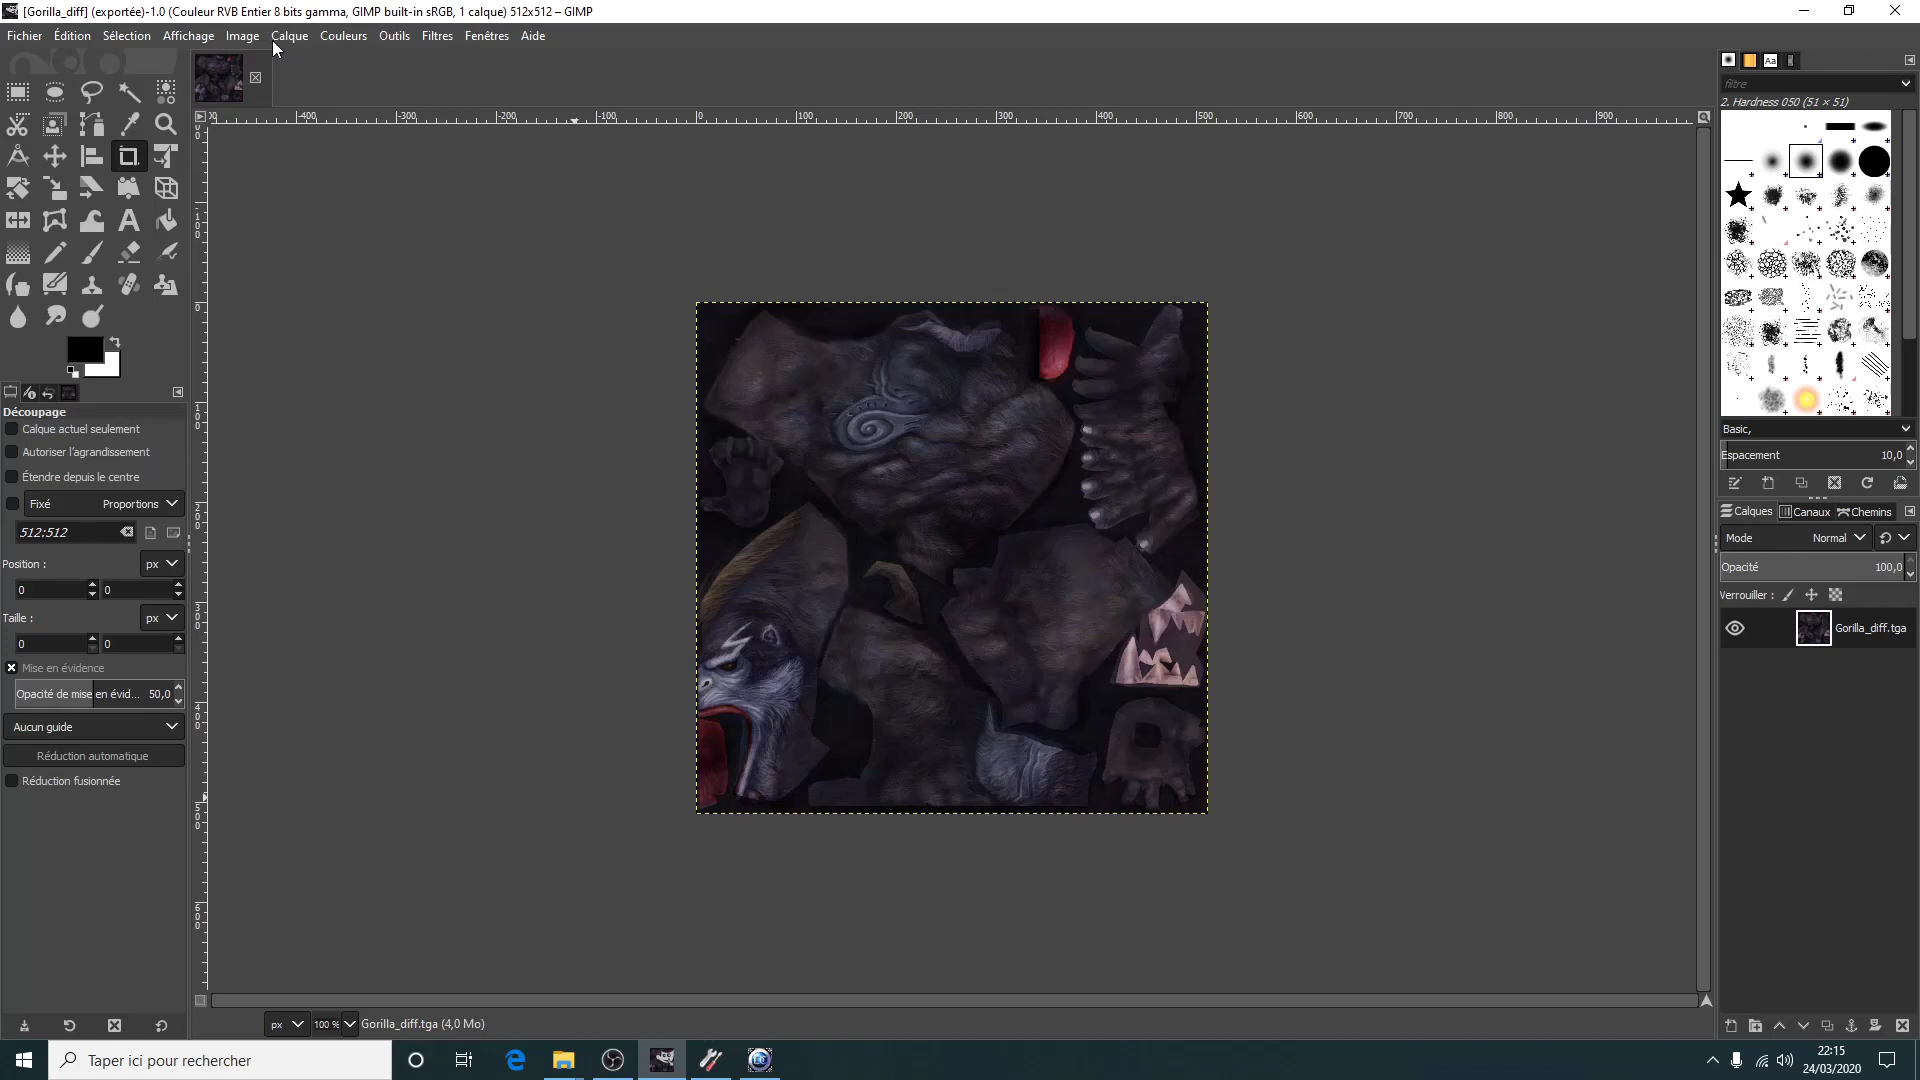 [Gorilla_diff] (exportée)-1.0 (Couleur RVB Entier 8 bits gamma, GIMP built-in sRGB, 1 calque) 512x512 – GIMP
Fichier Édition Sélection Affichage Image Calque Couleurs Outils Filtres Fenêtres Aide
-400 -300 -200 -100 0 100 200 300 400 500 600 700 800 900
filtre
2. Hardness 050 (51 × 51)
Découpage
Calque actuel seulement
Autoriser l'agrandissement
Étendre depuis le centre
Fixé Proportions
512:512
Position : px
0 0
Taille : px
0 0
Mise en évidence
Opacité de mise en évid... 50,0
Aucun guide
Réduction automatique
Réduction fusionnée
Basic,
Espacement 10,0
Calques Canaux Chemins
Mode Normal
Opacité 100,0
Verrouiller :
Gorilla_diff.tga
px 100 % Gorilla_diff.tga (4,0 Mo)
Taper ici pour rechercher
22:15
24/03/2020